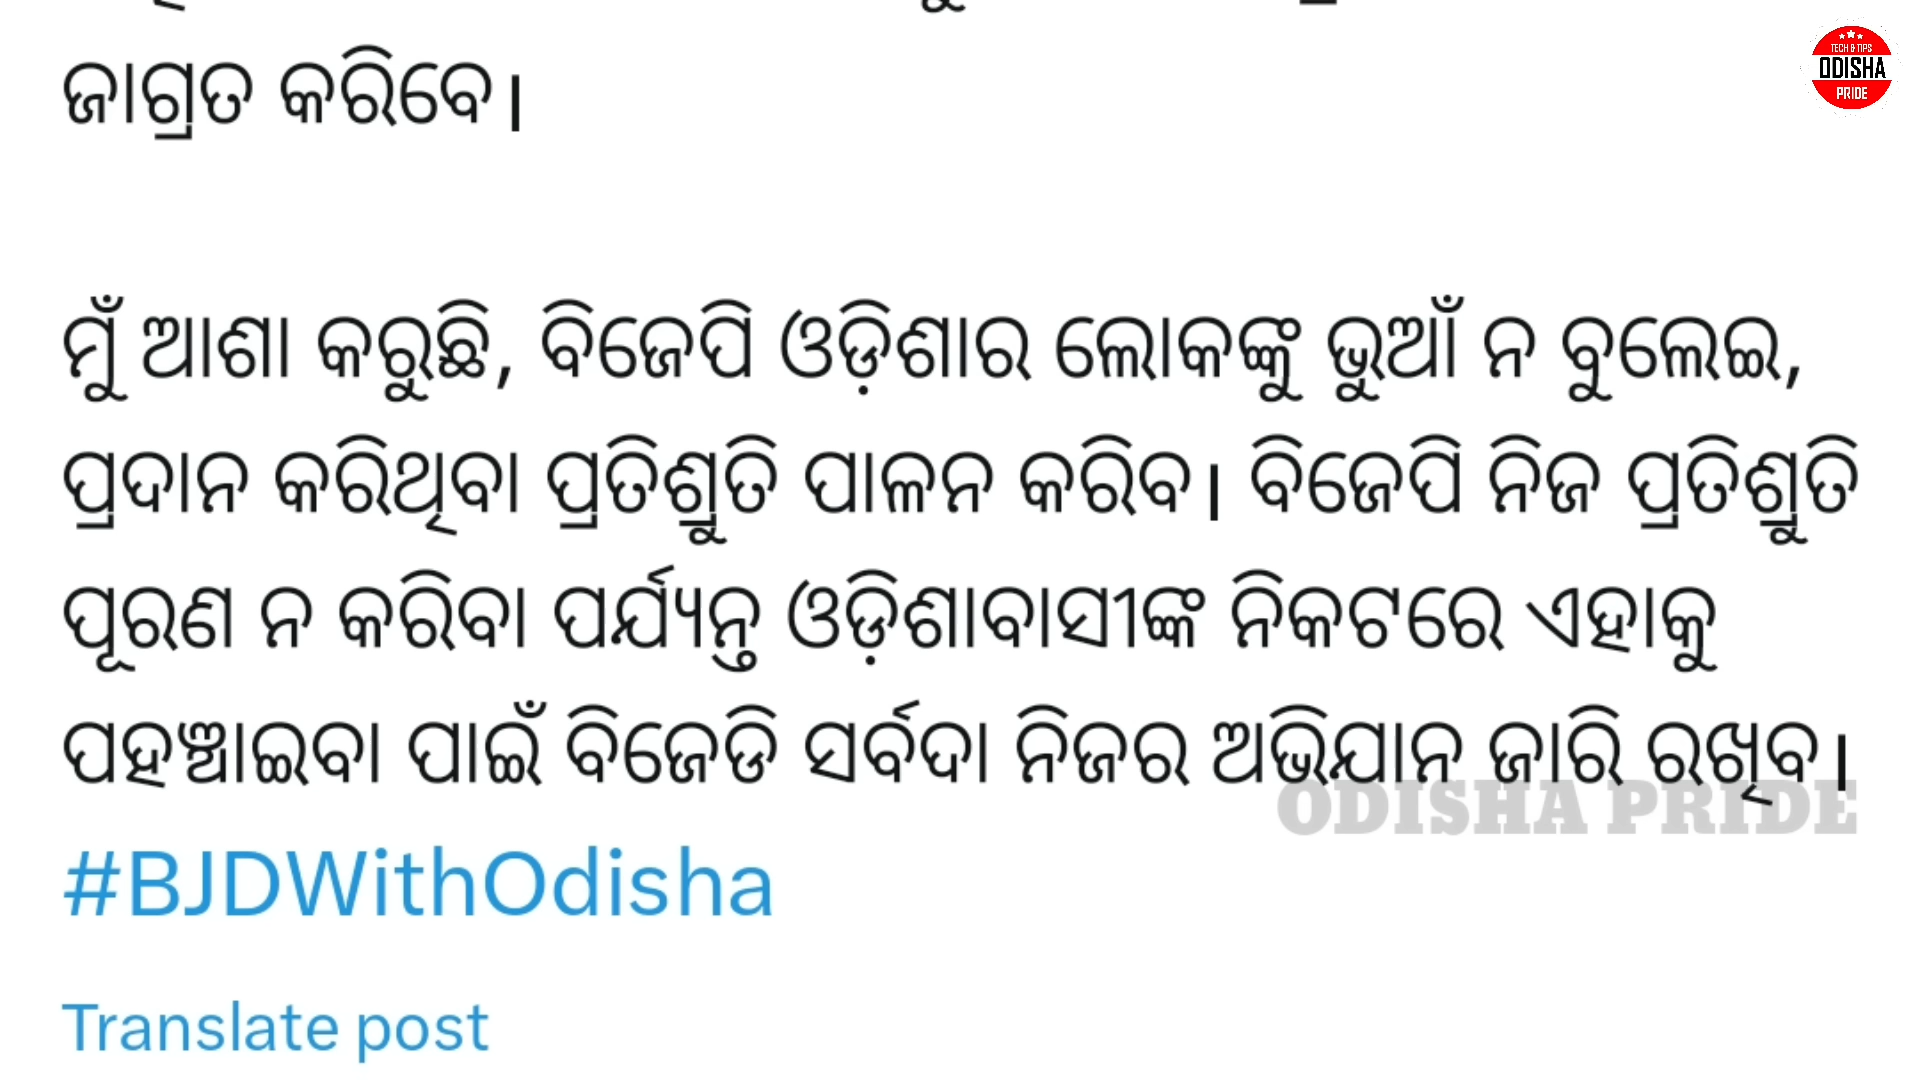 ଜାଗ୍ରତ କରିବେ।
ମୁଁ ଆଶା କରୁଛି, ବିଜେପି ଓଡ଼ିଶାର ଲୋକଙ୍କୁ ଭୁଆଁ ନ ବୁଲେଇ,
ପ୍ରଦାନ କରିଥିବା ପ୍ରତିଶ୍ରୁତି ପାଳନ କରିବ। ବିଜେପି ନିଜ ପ୍ରତିଶ୍ରୁତି
ପୂରଣ ନ କରିବା ପର୍ଯ୍ୟନ୍ତ ଓଡ଼ିଶାବାସୀଙ୍କ ନିକଟରେ ଏହାକୁ
ପହଞ୍ଚାଇବା ପାଇଁ ବିଜେଡି ସର୍ବଦା ନିଜର ଅଭିଯାନ ଜାରି ରଖିବ।
#BJDWithOdisha
Translate post
TECH & TIPS
ODISHA
PRIDE
ODISHA PRIDE